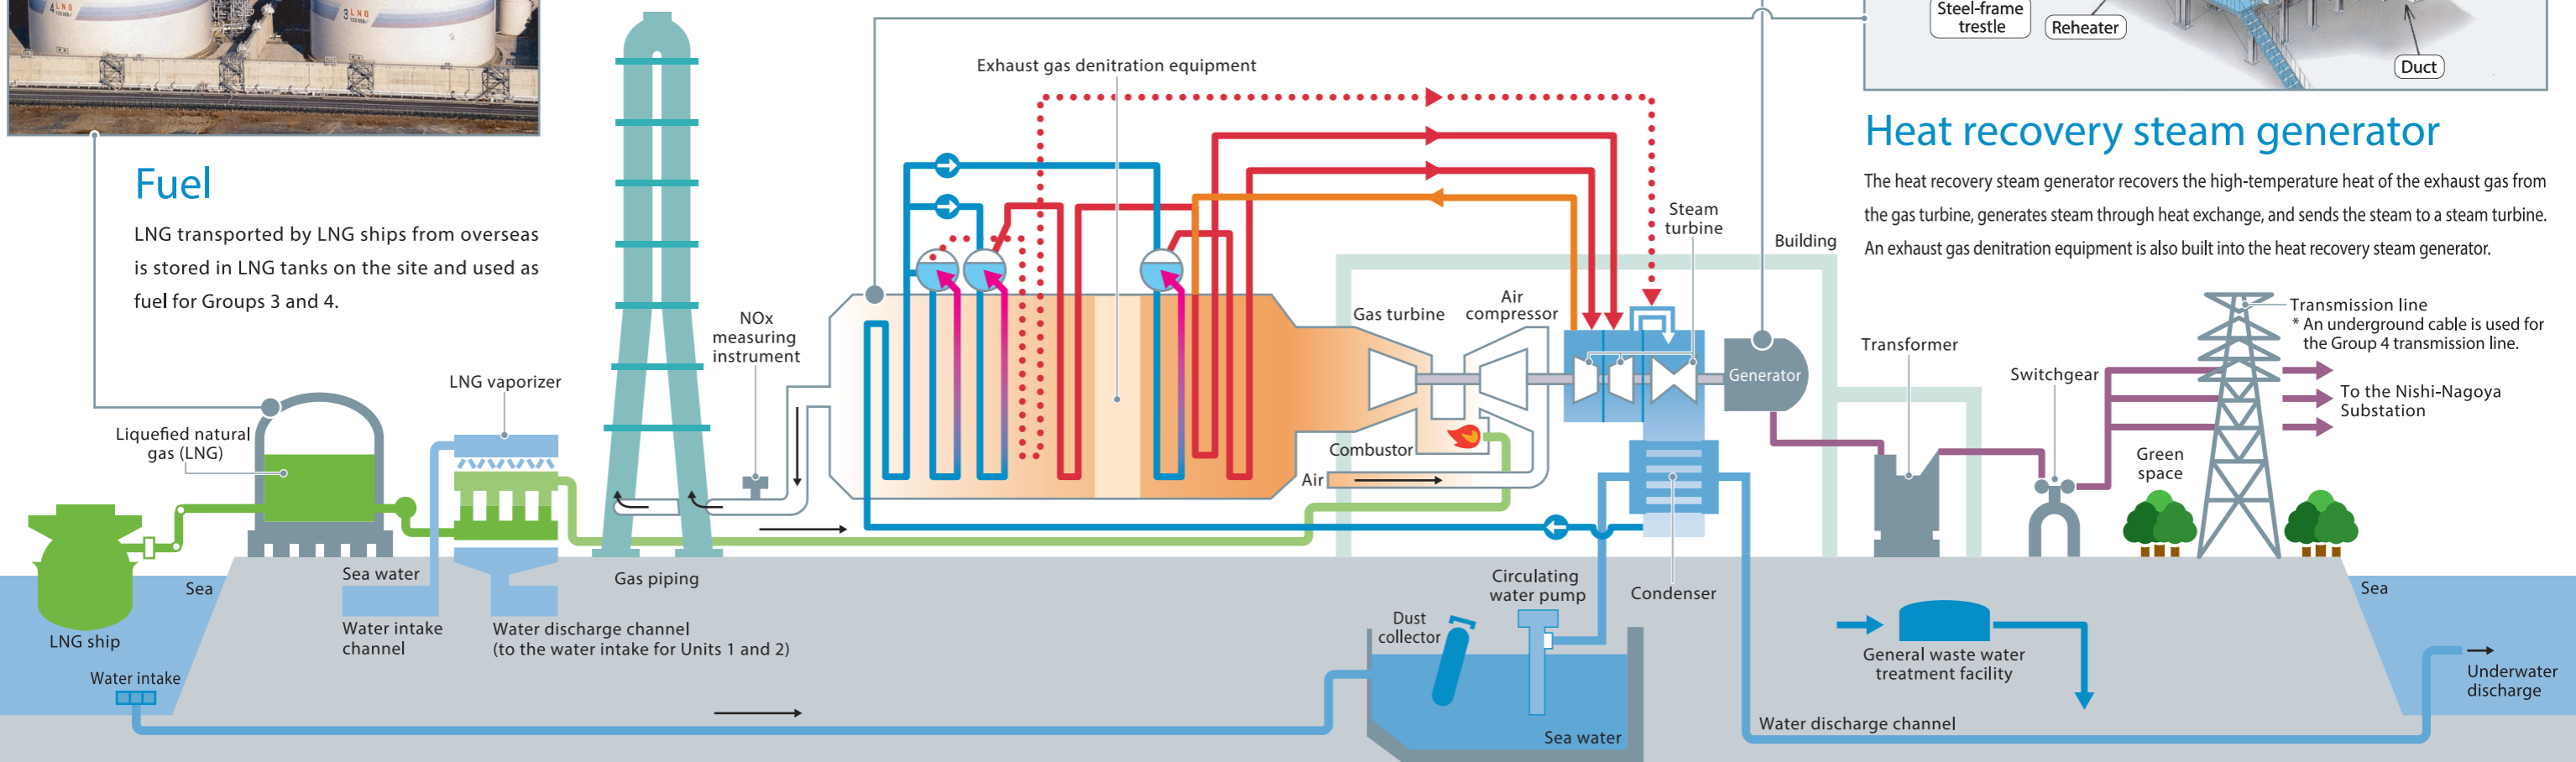 4 LNG
3 LNG
Steel-frame
trestle
Reheater
Duct
Exhaust gas denitration equipment
Heat recovery steam generator
The heat recovery steam generator recovers the high-temperature heat of the exhaust gas from
the gas turbine, generates steam through heat exchange, and sends the steam to a steam turbine.
An exhaust gas denitration equipment is also built into the heat recovery steam generator.
Fuel
LNG transported by LNG ships from overseas
is stored in LNG tanks on the site and used as
fuel for Groups 3 and 4.
NOx
measuring
instrument
Gas turbine
Air
compressor
Steam
turbine
Building
Generator
Transformer
Switchgear
Transmission line
* An underground cable is used for
the Group 4 transmission line.
To the Nishi-Nagoya
Substation
Green
space
LNG vaporizer
Liquefied natural
gas (LNG)
Combustor
Air
Sea
LNG ship
Water intake
Sea water
Water intake
channel
Water discharge channel
(to the water intake for Units 1 and 2)
Gas piping
Dust
collector
Circulating
water pump
Condenser
Sea water
General waste water
treatment facility
Water discharge channel
Sea
Underwater
discharge